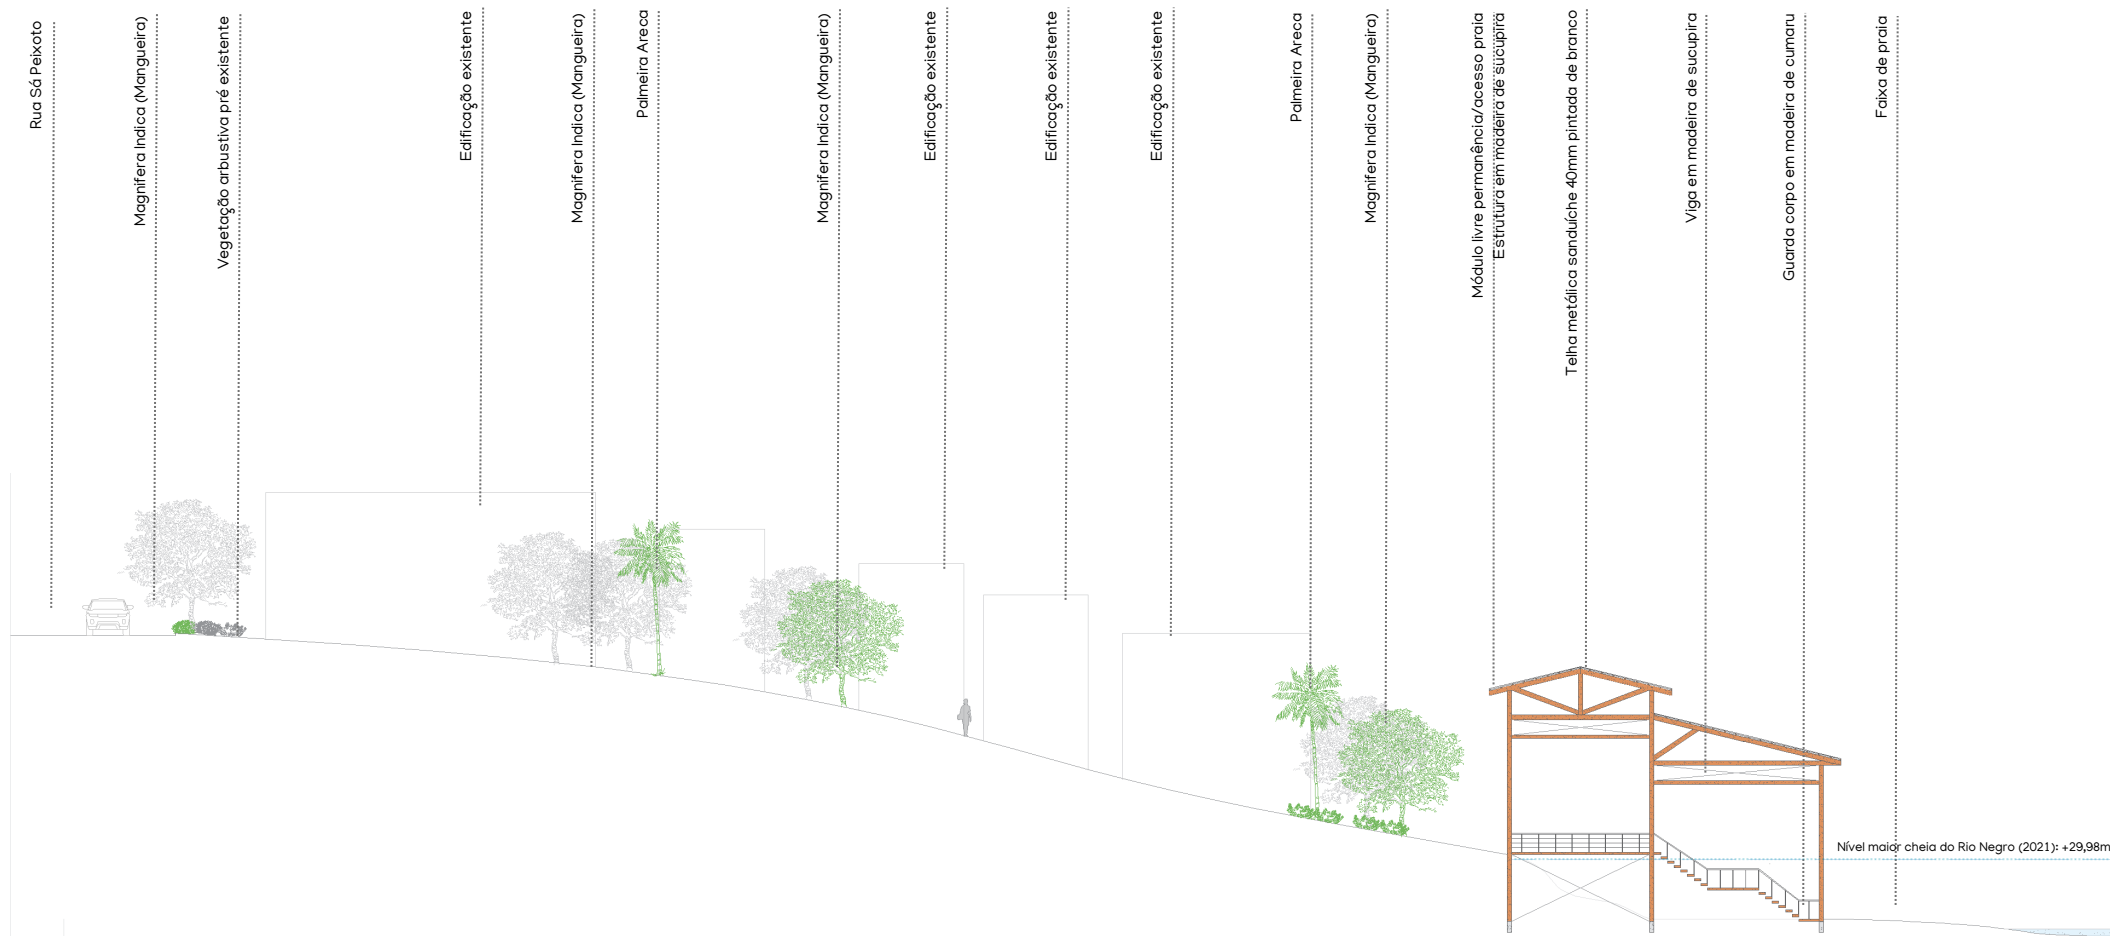 Rua Sá Peixoto
Magnifera Indica (Mangueira)
Vegetação arbustiva pré existente
Edificação existente
Magnifera Indica (Mangueira)
Palmeira Areca
Magnifera Indica (Mangueira)
Edificação existente
Edificação existente
Edificação existente
Palmeira Areca
Magnifera Indica (Mangueira)
Módulo livre permanência/acesso praia
Estrutura em madeira de sucupira
Telha metálica sanduíche 40mm pintada de branco
Viga em madeira de sucupira
Guarda corpo em madeira de cumaru
Faixa de praia
Nível maior cheia do Rio Negro (2021): +29,98m